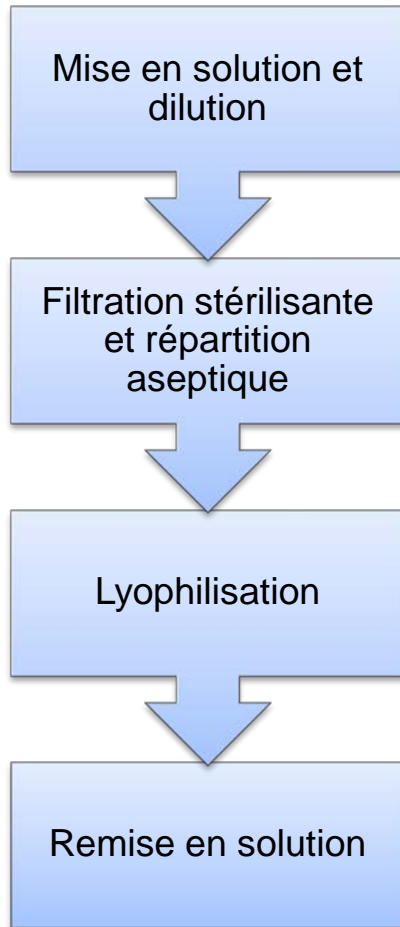 Mise en solution et
dilution
Filtration stérilisante
et répartition
aseptique
Lyophilisation
Remise en solution